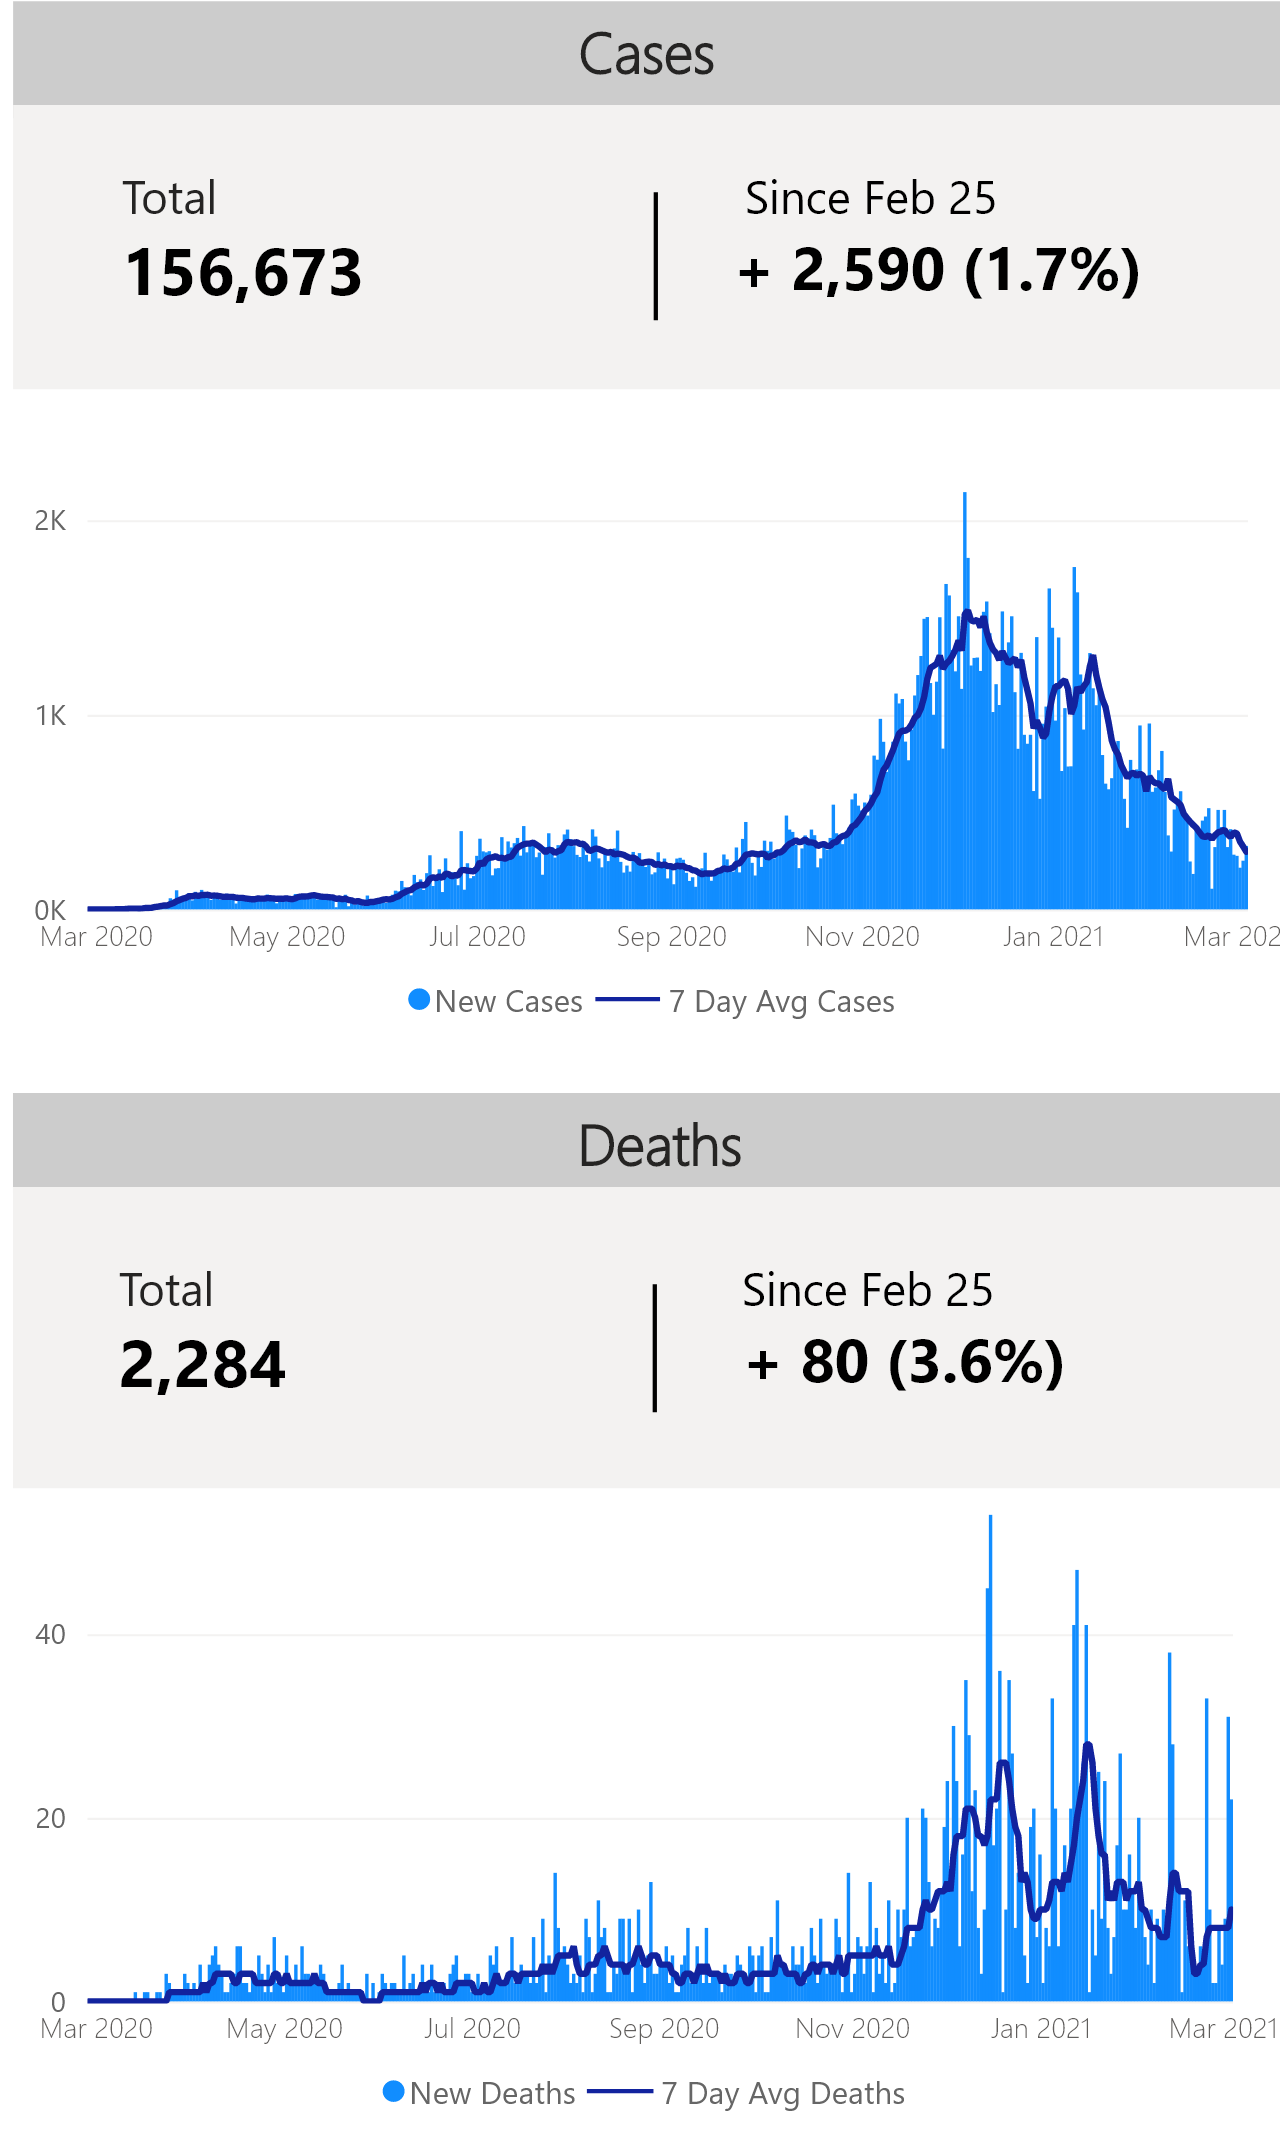 Cases
Total
Since Feb 25
156,673
+ 2,590 (1.7%)
2K
1K
0K
Mar 2020 May 2020 Jul 2020 Sep 2020 Nov 2020 Jan 2021 Mar 202
New Cases 7 Day Avg Cases
Deaths
Total
Since Feb 25
2,284
+ 80 (3.6%)
40
20
0
Mar 2020 May 2020 Jul 2020 Sep 2020 Nov 2020 Jan 2021 Mar 2021
New Deaths 7 Day Avg Deaths